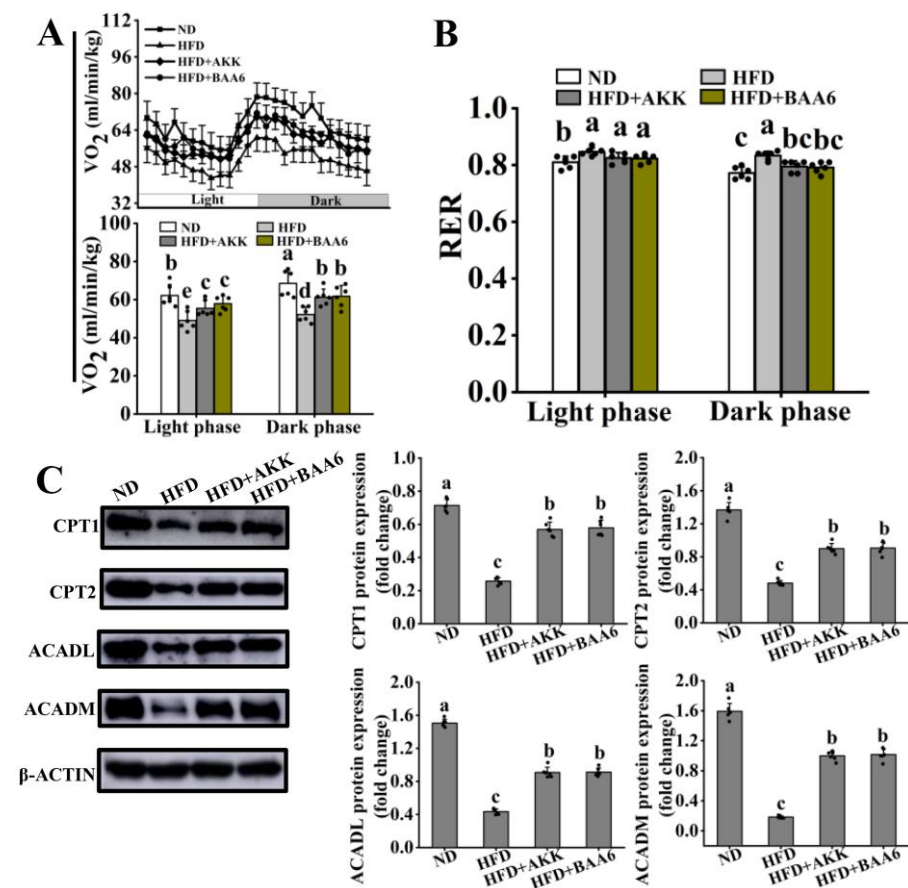 A
ND
HFD
HFD+AKK
HFD+BAA6
VO2 (ml/min/kg)
112
96
80
64
48
32
Light
Dark
ND
HFD
HFD+AKK
HFD+BAA6
VO2 (ml/min/kg)
100
80
60
40
20
0
b
e
c
c
a
d
b
b
Light phase
Dark phase
B
ND
HFD
HFD+AKK
HFD+BAA6
RER
1.0
0.8
0.6
0.4
0.2
0.0
b
a
a
a
c
a
bc
bc
Light phase
Dark phase
C
ND
HFD
HFD+AKK
HFD+BAA6
CPT1
CPT2
ACADL
ACADM
β-ACTIN
CPT1 protein expression
(fold change)
1.0
0.8
0.6
0.4
0.2
0.0
a
c
b
b
ND
HFD
HFD+AKK
HFD+BAA6
CPT2 protein expression
(fold change)
2.0
1.6
1.2
0.8
0.4
0.0
a
c
b
b
ND
HFD
HFD+AKK
HFD+BAA6
ACADL protein expression
(fold change)
2.0
1.6
1.2
0.8
0.4
0.0
a
c
b
b
ND
HFD
HFD+AKK
HFD+BAA6
ACADM protein expression
(fold change)
2.0
1.6
1.2
0.8
0.4
0.0
a
c
b
b
ND
HFD
HFD+AKK
HFD+BAA6